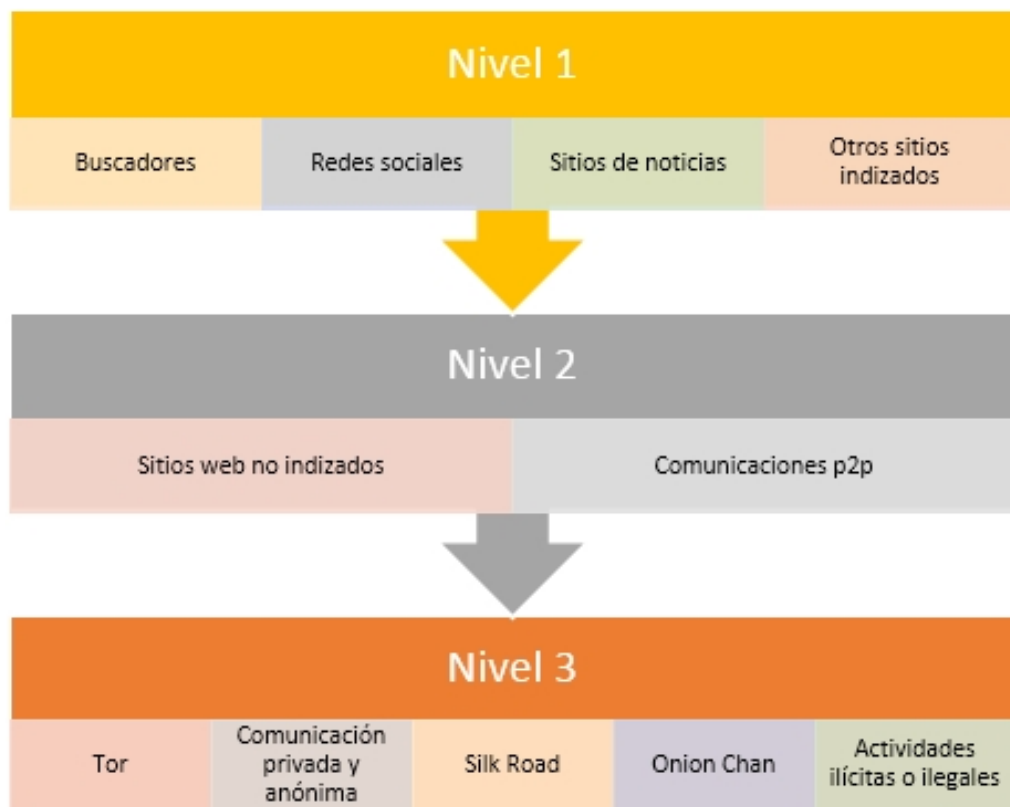 Nivel 1
Buscadores
Redes sociales
Sitios de noticias
Otros sitios
indizados
Nivel 2
Sitios web no indizados
Comunicaciones p2p
Nivel 3
Tor
Comunicación
privada y
anónima
Silk Road
Onion Chan
Actividades
ilícitas o ilegales